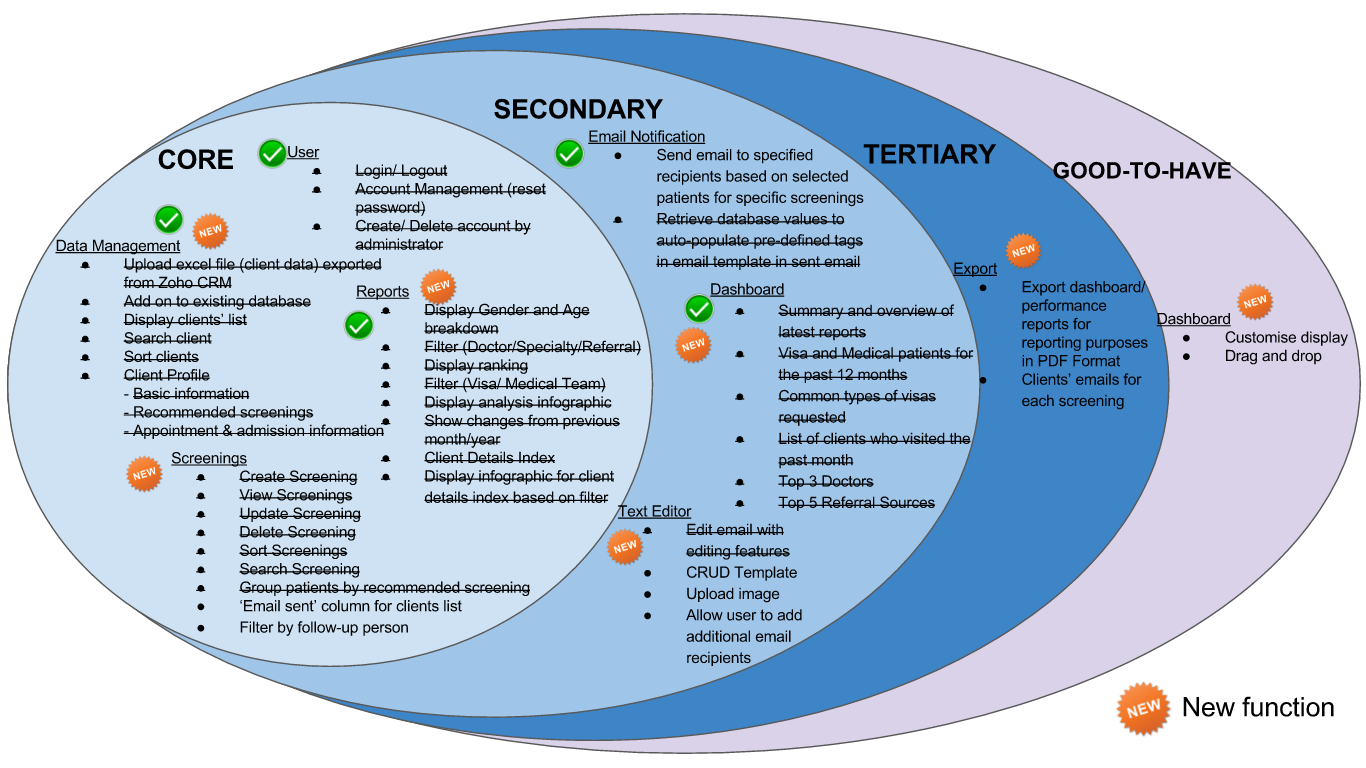 CORE
User
Login/ Logout
Account Management (reset
password)
Create/ Delete account by
administrator
NEW
Data Management
Upload excel file (client data) exported
from Zoho CRM
Add on to existing database
Display clients' list
Search client
Sort clients
Client Profile
- Basic information
- Recommended screenings
- Appointment & admission information
NEW
Reports
Display Gender and Age
breakdown
Filter (Doctor/Specialty/Referral)
Display ranking
Filter (Visa/ Medical Team)
Display analysis infographic
Show changes from previous
month/year
Client Details Index
Display infographic for client
details index based on filter
NEW
Screenings
Create Screening
View Screenings
Update Screening
Delete Screening
Sort Screenings
Search Screening
Group patients by recommended screening
‘Email sent’ column for clients list
Filter by follow-up person
SECONDARY
Email Notification
Send email to specified
recipients based on selected
patients for specific screenings
Retrieve database values to
auto-populate pre-defined tags
in email template in sent email
Dashboard
NEW
Summary and overview of
latest reports
Visa and Medical patients for
the past 12 months
Common types of visas
requested
List of clients who visited the
past month
Top 3 Doctors
Top 5 Referral Sources
Text Editor
NEW
Edit email with
editing features
CRUD Template
Upload image
Allow user to add
additional email
recipients
TERTIARY
NEW
Export
Export dashboard/
performance
reports for
reporting purposes
in PDF Format
Clients’ emails for
each screening
GOOD-TO-HAVE
NEW
Dashboard
Customise display
Drag and drop
NEW New function